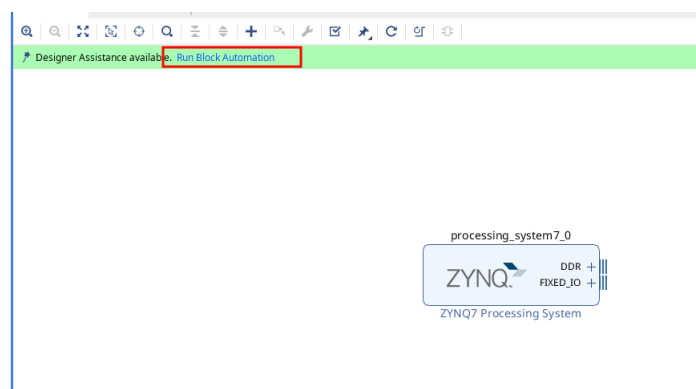 Designer Assistance available. Run Block Automation
processing_system7_0
ZYNQ.
DDR
FIXED_IO
ZYNQ7 Processing System